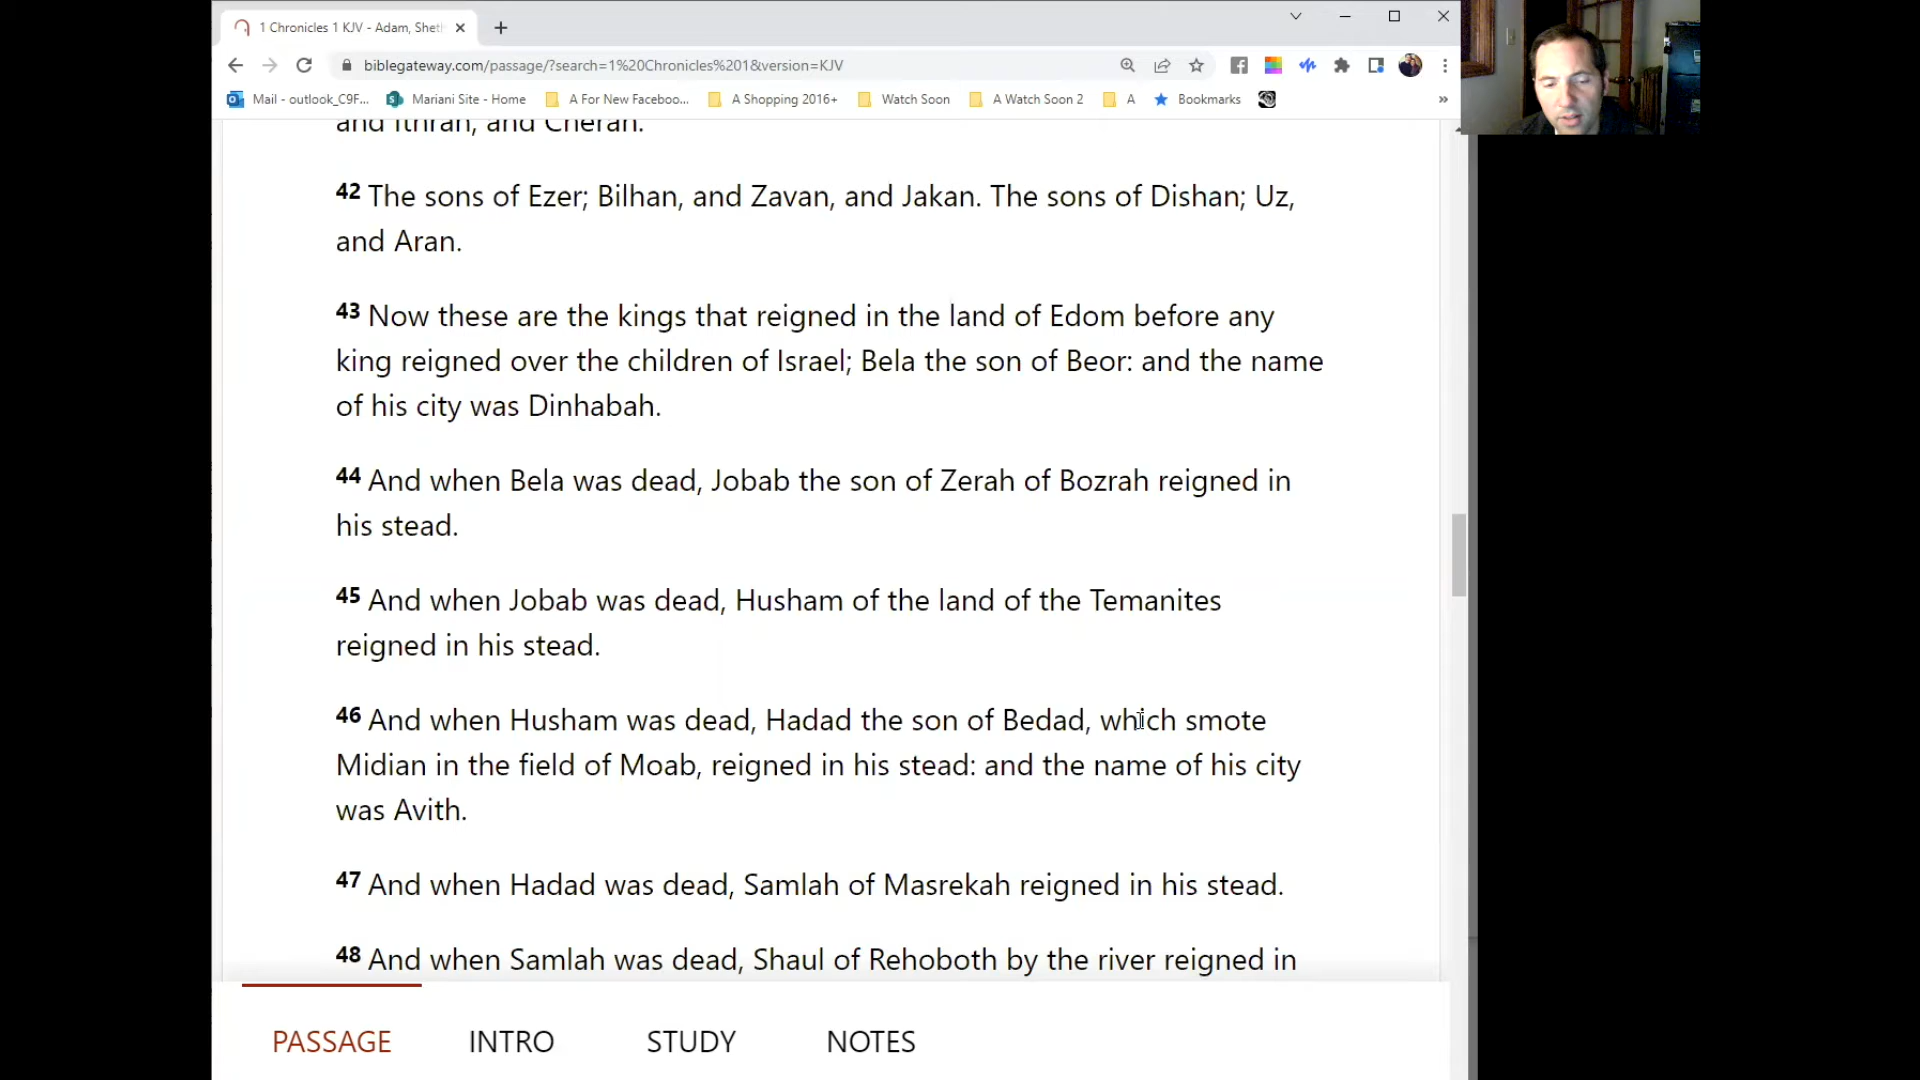 1 Chronicles 1 KJV - Adam, Shet
biblegateway.com/passage/?search=1%20Chronicles%201&version=KJV
Mail - outlook_C9F... Mariani Site - Home A For New Faceboo... A Shopping 2016+ Watch Soon A Watch Soon 2 A Bookmarks »
and Ithran, and Cheran.
42 The sons of Ezer; Bilhan, and Zavan, and Jakan. The sons of Dishan; Uz,
and Aran.
43 Now these are the kings that reigned in the land of Edom before any
king reigned over the children of Israel; Bela the son of Beor: and the name
of his city was Dinhabah.
44 And when Bela was dead, Jobab the son of Zerah of Bozrah reigned in
his stead.
45 And when Jobab was dead, Husham of the land of the Temanites
reigned in his stead.
46 And when Husham was dead, Hadad the son of Bedad, which smote
Midian in the field of Moab, reigned in his stead: and the name of his city
was Avith.
47 And when Hadad was dead, Samlah of Masrekah reigned in his stead.
48 And when Samlah was dead, Shaul of Rehoboth by the river reigned in
PASSAGE INTRO STUDY NOTES